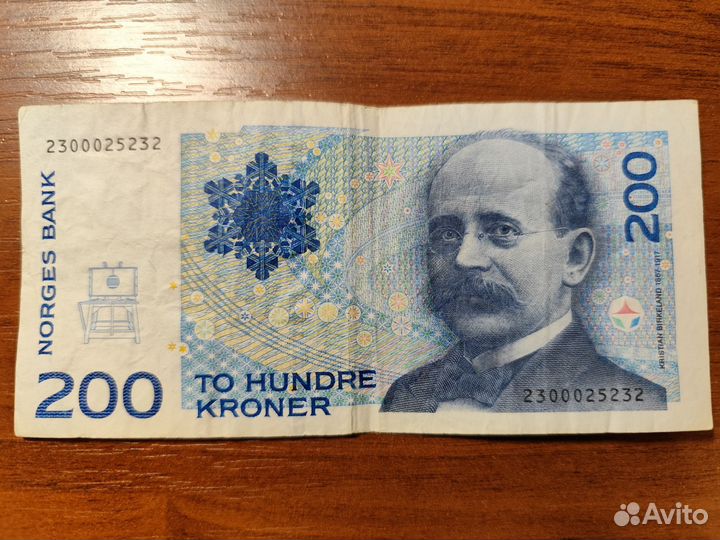 2300025232
NORGES BANK
200
TO HUNDRE
KRONER
200
KRISTIAN BIRKELAND 1867-1917
2300025232
Avito